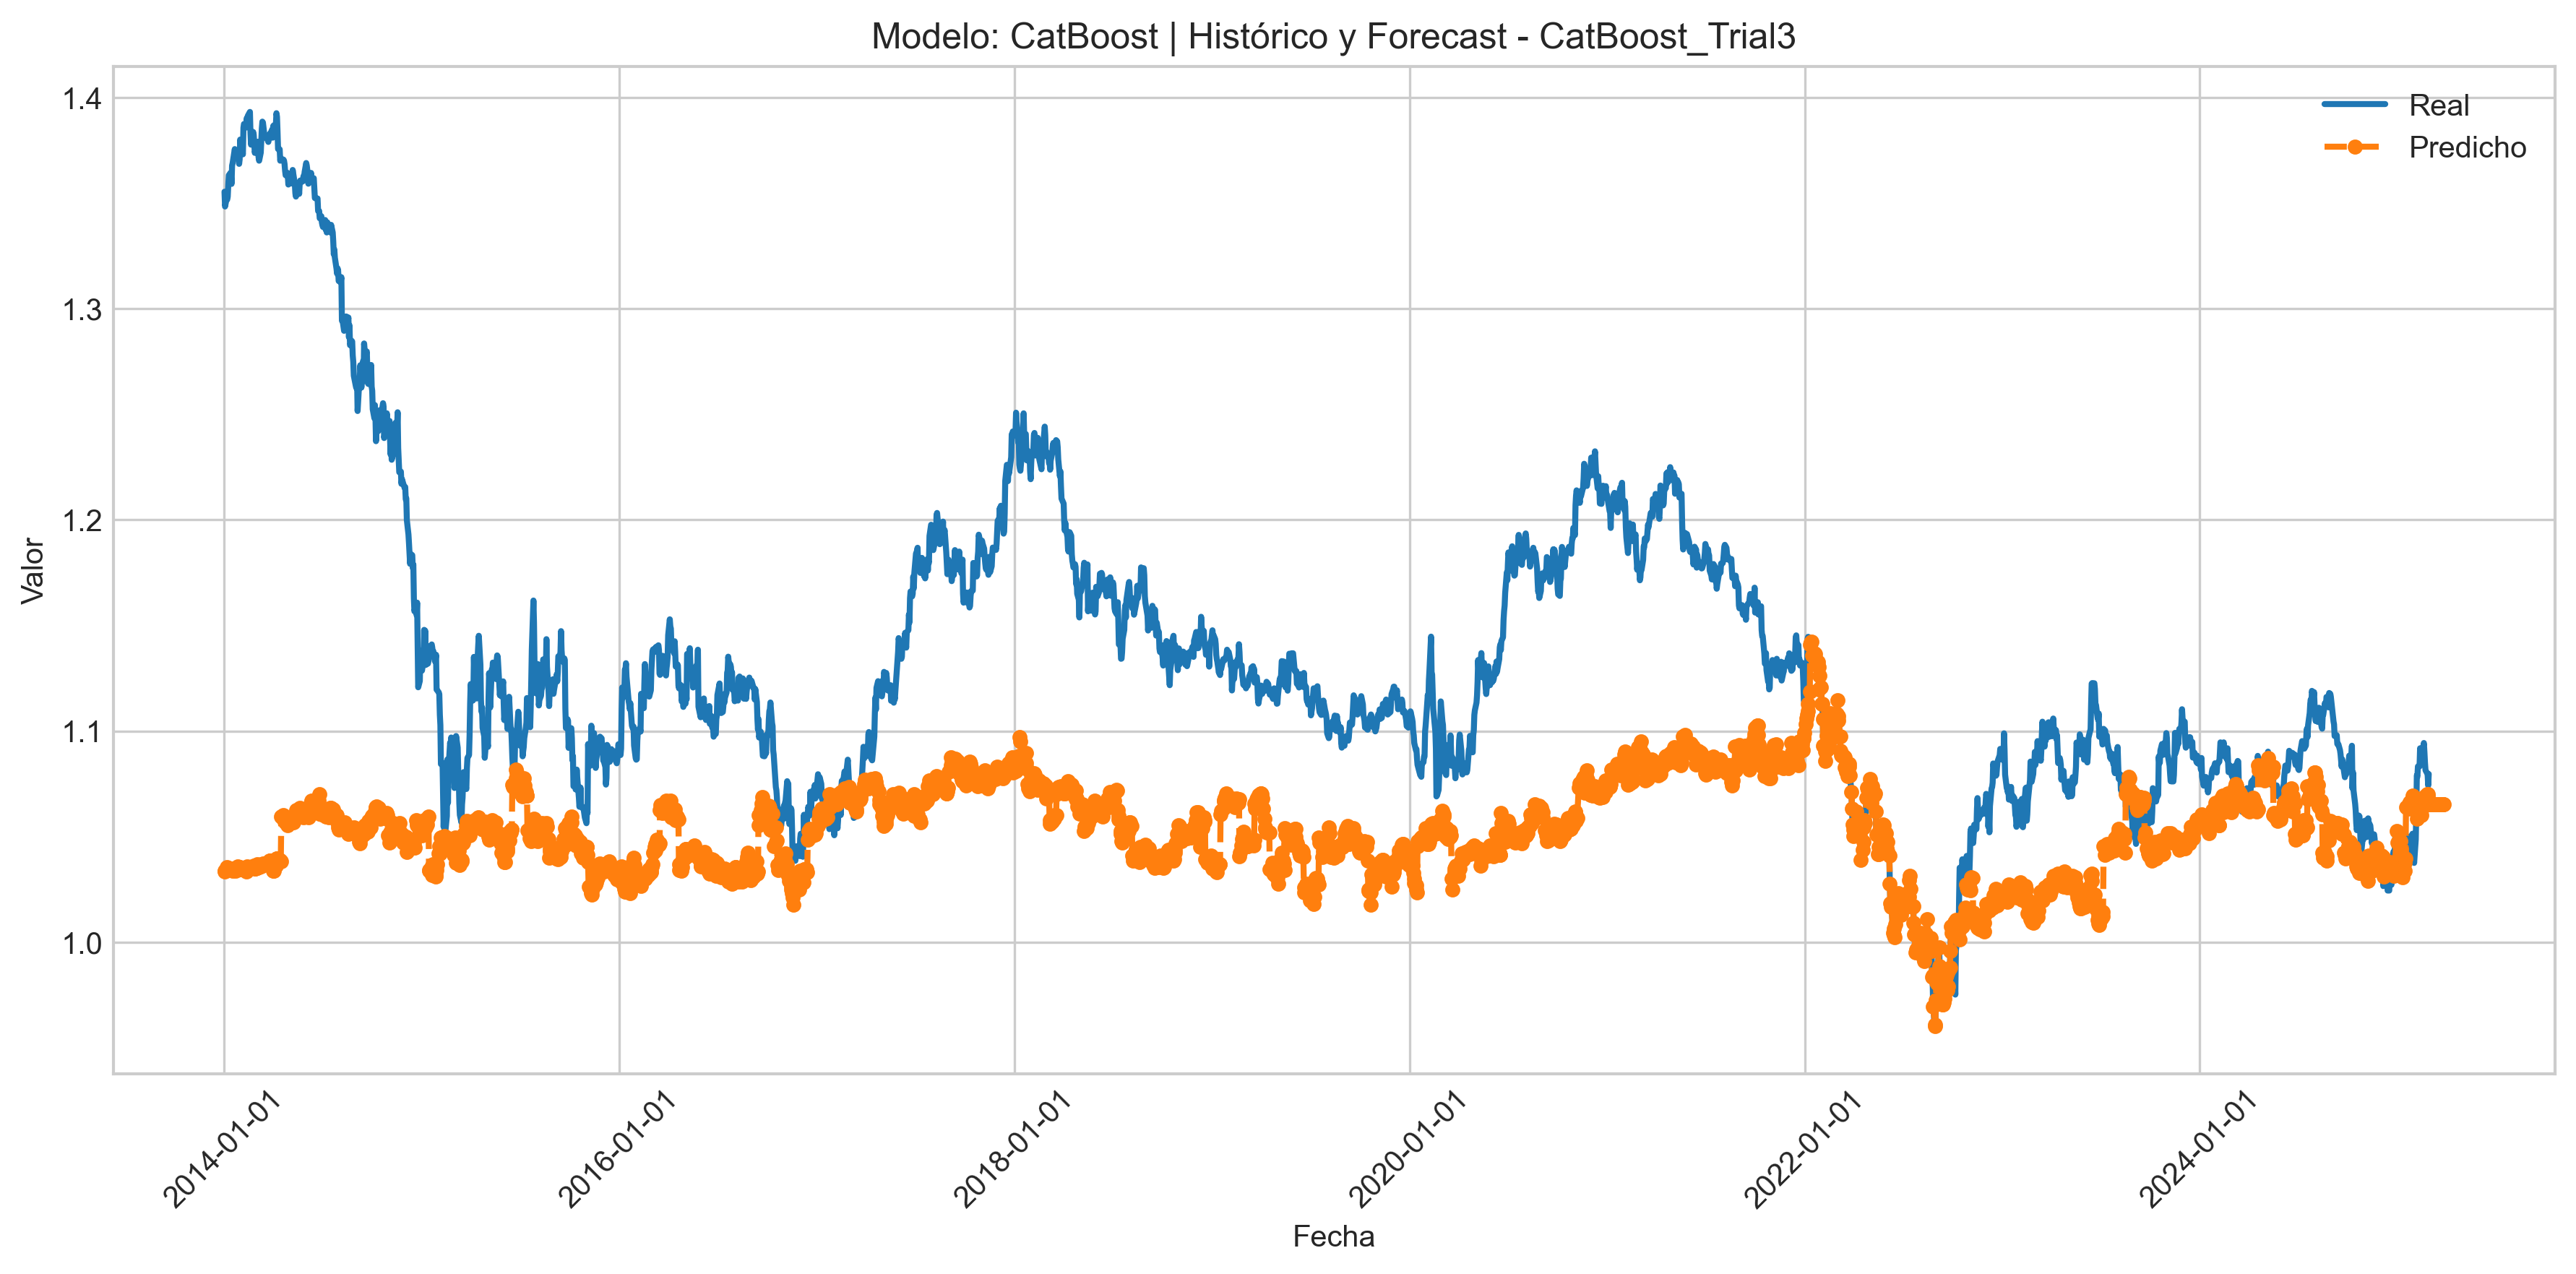 Modelo: CatBoost | Histórico y Forecast - CatBoost_Trial3
Real
Predicho
Valor
1.4
1.3
1.2
1.1
1.0
2014-01-01
2016-01-01
2018-01-01
2020-01-01
2022-01-01
2024-01-01
Fecha